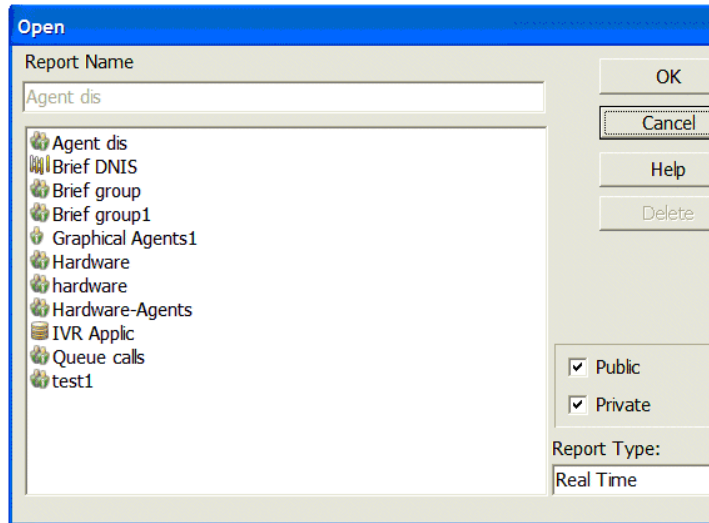 Open
Report Name
Agent dis
OK
Cancel
Help
Delete
Agent dis
Brief DNIS
Brief group
Brief group1
Graphical Agents1
Hardware
hardware
Hardware-Agents
IVR Applic
Queue calls
test1
Public
Private
Report Type:
Real Time